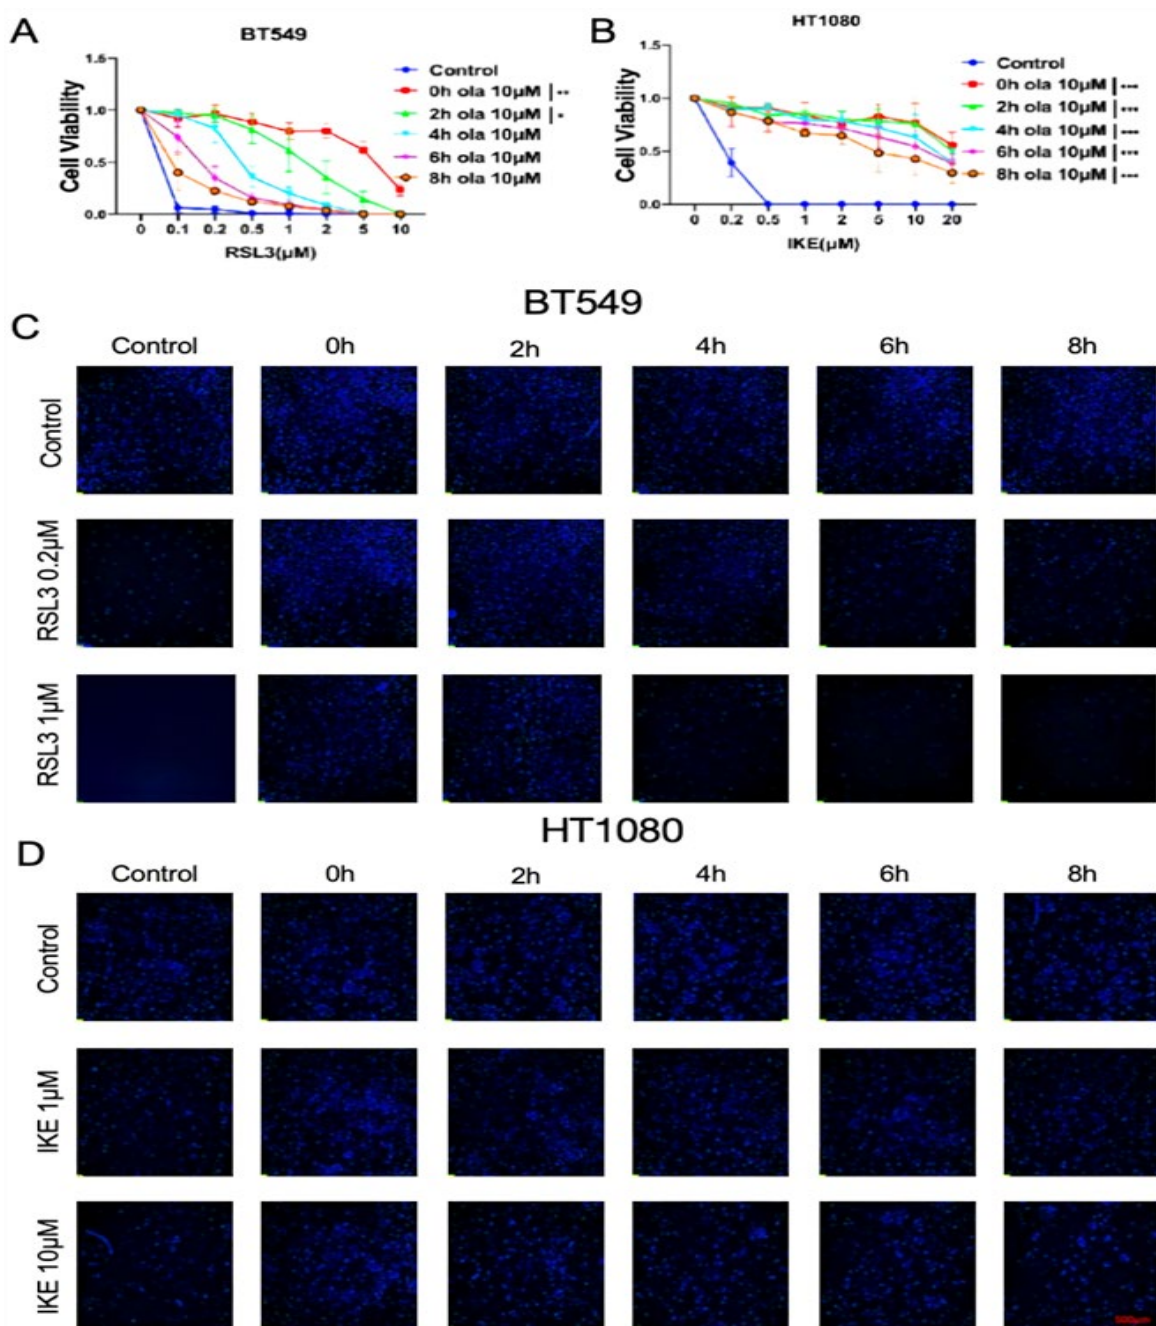 A
BT549
Cell Viability
1.5
1.0
0.5
0.0
0 0.1 0.2 0.5 1 2 5 10
RSL3(µM)
Control
0h ola 10µM | **
2h ola 10µM | *
4h ola 10µM
6h ola 10µM
8h ola 10µM
B
HT1080
Cell Viability
1.5
1.0
0.5
0.0
0 0.2 0.5 1 2 5 10 20
IKE(µM)
Control
0h ola 10µM | ***
2h ola 10µM | ***
4h ola 10µM | ***
6h ola 10µM | ***
8h ola 10µM | ***
BT549
C
Control 0h 2h 4h 6h 8h
Control
RSL3 0.2µM
RSL3 1µM
HT1080
D
Control 0h 2h 4h 6h 8h
Control
IKE 1µM
IKE 10µM
500µm